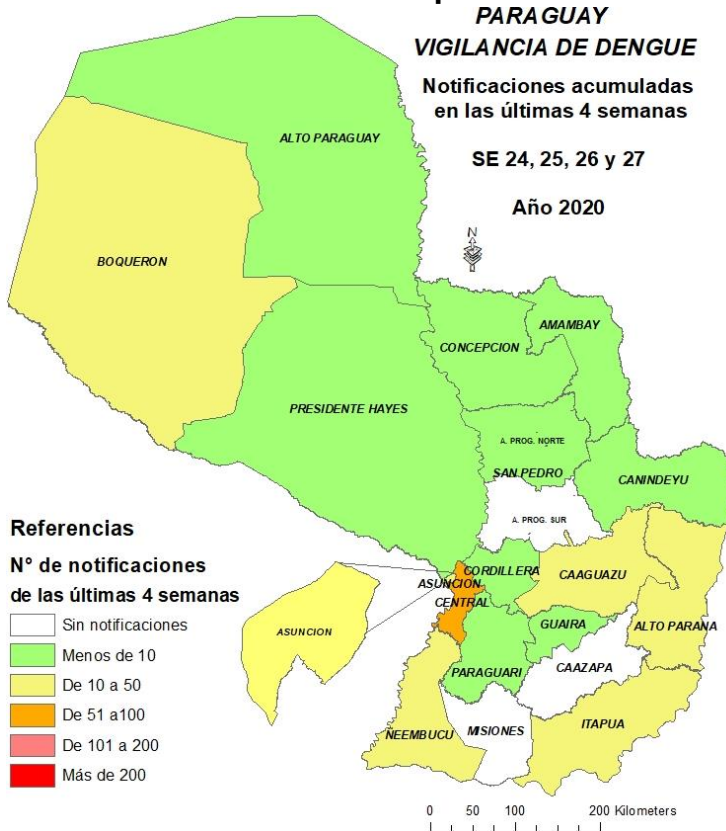 PARAGUAY
VIGILANCIA DE DENGUE
Notificaciones acumuladas
en las últimas 4 semanas
SE 24, 25, 26 y 27
Año 2020
N
ALTO PARAGUAY
BOQUERON
AMAMBAY
CONCEPCION
PRESIDENTE HAYES
A. PROG. NORTE
SAN PEDRO
CANINDEYU
A. PROG. SUR
CORDILLERA
CAAGUAZU
ASUNCION
CENTRAL
ASUNCION
GUAIRA
ALTO PARANA
PARAGUARI
CAAZAPA
ÑEEMBUCU
MISIONES
ITAPUA
Referencias
N° de notificaciones
de las últimas 4 semanas
Sin notificaciones
Menos de 10
De 10 a 50
De 51 a100
De 101 a 200
Más de 200
0 50 100 200 Kilometers